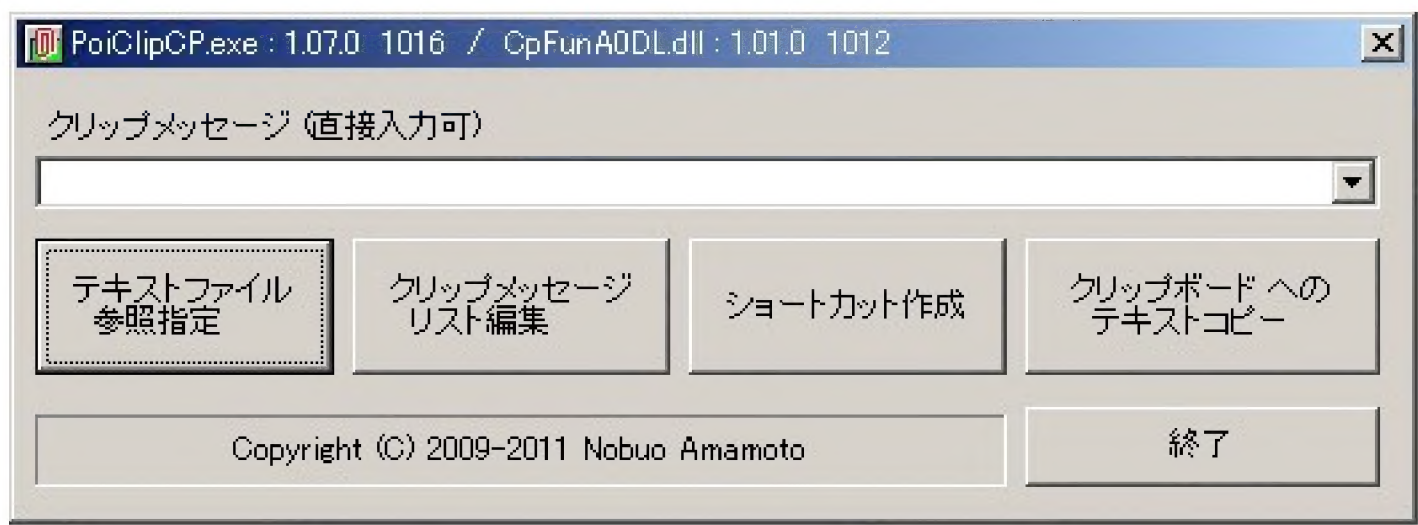 PoiClipCP.exe : 1.07.0 1016 / CpFunA0DL.dll : 1.01.0 1012
クリップメッセージ (直接入力可)
テキストファイル
参照指定
クリップメッセージ
リスト編集
ショートカット作成
クリップボード への
テキストコピー
Copyright (C) 2009-2011 Nobuo Amamoto
終了